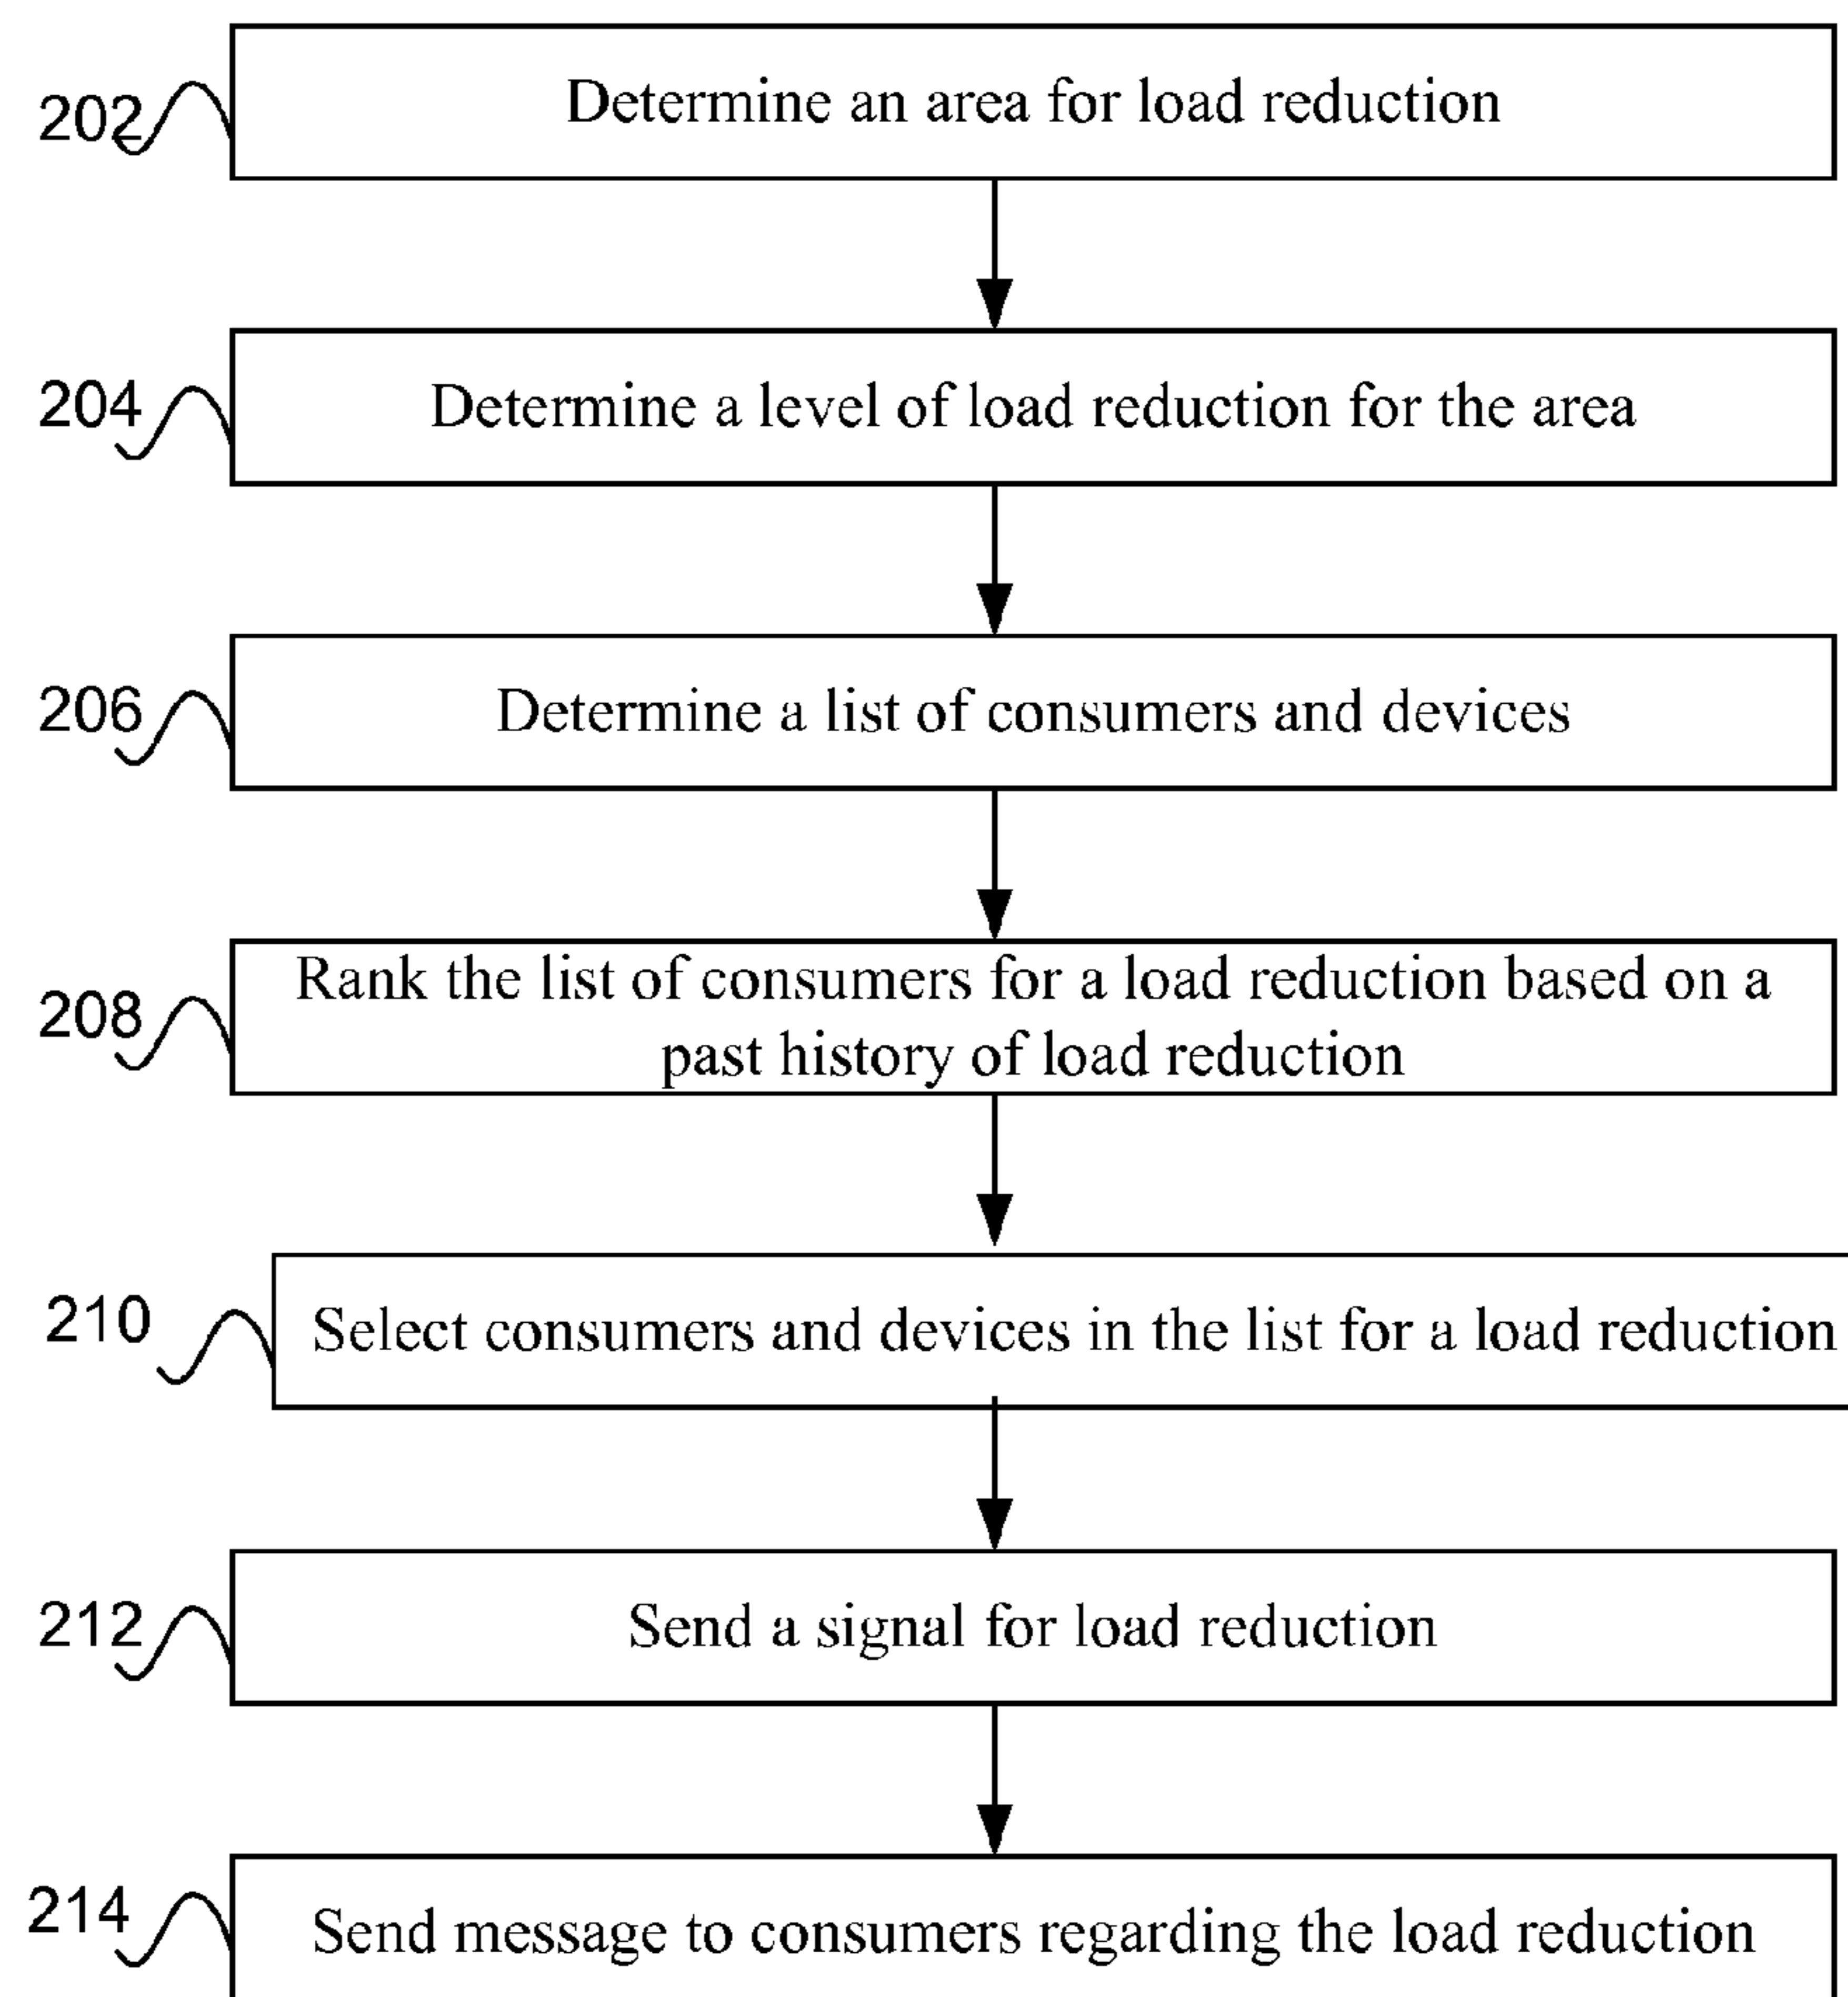 202
Determine an area for load reduction
204
Determine a level of load reduction for the area
206
Determine a list of consumers and devices
208
Rank the list of consumers for a load reduction based on a
past history of load reduction
210
Select consumers and devices in the list for a load reduction
212
Send a signal for load reduction
214
Send message to consumers regarding the load reduction